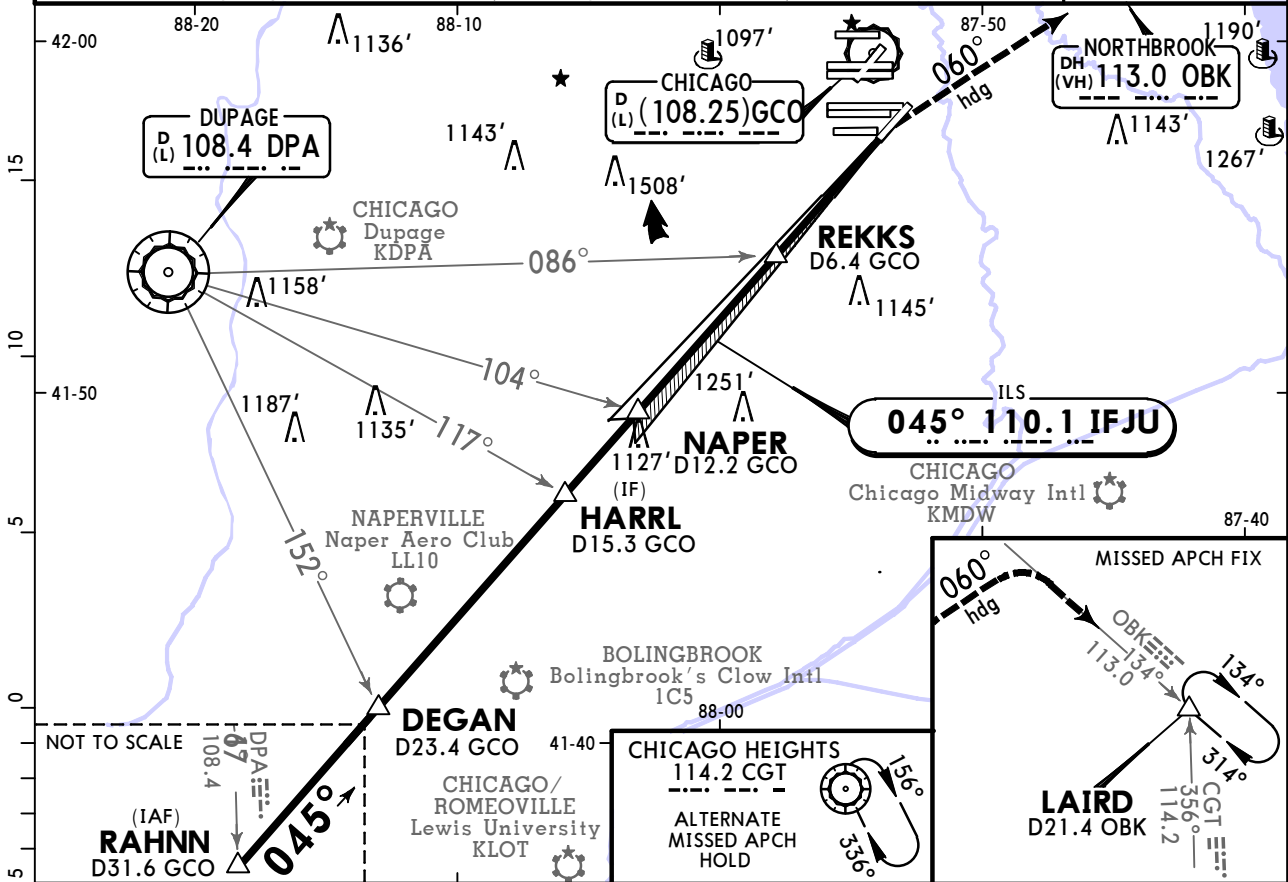 88-20
88-10
87-50
42-00
1136'
1097'
1190'
CHICAGO
D
(L)
(108.25)GCO
060°
hdg
NORTHBROOK
DH
(VH)
113.0 OBK
DUPAGE
D
(L)
108.4 DPA
1143'
1143'
1267'
15
1508'
CHICAGO
Dupage
KDPA
REKKS
D6.4 GCO
086°
1158'
1145'
10
104°
41-50
1251'
ILS
045° 110.1 IFJU
1187'
1135'
117°
1127'
NAPER
D12.2 GCO
(IF)
HARRL
D15.3 GCO
CHICAGO
Chicago Midway Intl
KMDW
NAPERVILLE
Naper Aero Club
LL10
5
87-40
152°
MISSED APCH FIX
060°
hdg
OBK
113.0
134°
134°
314°
LAIRD
D21.4 OBK
CGT
356°
114.2
BOLINGBROOK
Bolingbrook's Clow Intl
1C5
0
DEGAN
D23.4 GCO
88-00
41-40
NOT TO SCALE
DPA
108.4
CHICAGO HEIGHTS
114.2 CGT
156°
336°
ALTERNATE
MISSED APCH
HOLD
CHICAGO/
ROMEOVILLE
Lewis University
KLOT
(IAF)
RAHNN
D31.6 GCO
045°
5